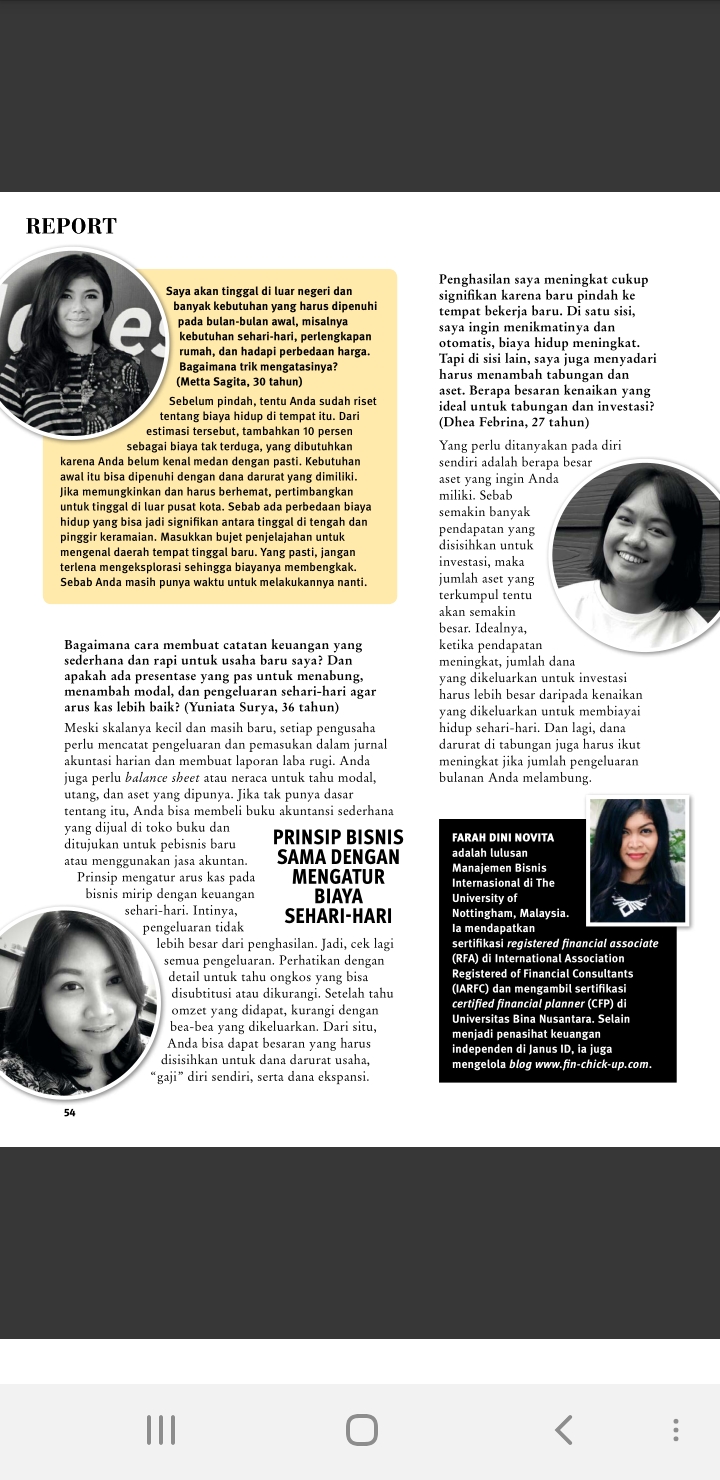 REPORT
Saya akan tinggal di luar negeri dan
banyak kebutuhan yang harus dipenuhi
pada bulan-bulan awal, misalnya
kebutuhan sehari-hari, perlengkapan
rumah, dan hadapi perbedaan harga.
Bagaimana trik mengatasinya?
(Metta Sagita, 30 tahun)
Sebelum pindah, tentu Anda sudah riset
tentang biaya hidup di tempat itu. Dari
estimasi tersebut, tambahkan 10 persen
sebagai biaya tak terduga, yang dibutuhkan
karena Anda belum kenal medan dengan pasti. Kebutuhan
awal itu bisa dipenuhi dengan dana darurat yang dimiliki.
Jika memungkinkan dan harus berhemat, pertimbangkan
untuk tinggal di luar pusat kota. Sebab ada perbedaan biaya
hidup yang bisa jadi signifikan antara tinggal di tengah dan
pinggir keramaian. Masukkan bujet penjelajahan untuk
mengenal daerah tempat tinggal baru. Yang pasti, jangan
terlena mengeksplorasi sehingga biayanya membengkak.
Sebab Anda masih punya waktu untuk melakukannya nanti.
Bagaimana cara membuat catatan keuangan yang
sederhana dan rapi untuk usaha baru saya? Dan
apakah ada presentase yang pas untuk menabung,
menambah modal, dan pengeluaran sehari-hari agar
arus kas lebih baik? (Yuniata Surya, 36 tahun)
Meski skalanya kecil dan masih baru, setiap pengusaha
perlu mencatat pengeluaran dan pemasukan dalam jurnal
akuntasi harian dan membuat laporan laba rugi. Anda
juga perlu balance sheet atau neraca untuk tahu modal,
utang, dan aset yang dipunya. Jika tak punya dasar
tentang itu, Anda bisa membeli buku akuntansi sederhana
yang dijual di toko buku dan
ditujukan untuk pebisnis baru
atau menggunakan jasa akuntan.
Prinsip mengatur arus kas pada
bisnis mirip dengan keuangan
sehari-hari. Intinya,
pengeluaran tidak
lebih besar dari penghasilan. Jadi, cek lagi
semua pengeluaran. Perhatikan dengan
detail untuk tahu ongkos yang bisa
disubtitusi atau dikurangi. Setelah tahu
omzet yang didapat, kurangi dengan
bea-bea yang dikeluarkan. Dari situ,
Anda bisa dapat besaran yang harus
disisihkan untuk dana darurat usaha,
“gaji” diri sendiri, serta dana ekspansi.
PRINSIP BISNIS
SAMA DENGAN
MENGATUR
BIAYA
SEHARI-HARI
54
Penghasilan saya meningkat cukup
signifikan karena baru pindah ke
tempat bekerja baru. Di satu sisi,
saya ingin menikmatinya dan
otomatis, biaya hidup meningkat.
Tapi di sisi lain, saya juga menyadari
harus menambah tabungan dan
aset. Berapa besaran kenaikan yang
ideal untuk tabungan dan investasi?
(Dhea Febrina, 27 tahun)
Yang perlu ditanyakan pada diri
sendiri adalah berapa besar
aset yang ingin Anda
miliki. Sebab
semakin banyak
pendapatan yang
disisihkan untuk
investasi, maka
jumlah aset yang
terkumpul tentu
akan semakin
besar. Idealnya,
ketika pendapatan
meningkat, jumlah dana
yang dikeluarkan untuk investasi
harus lebih besar daripada kenaikan
yang dikeluarkan untuk membiayai
hidup sehari-hari. Dan lagi, dana
darurat di tabungan juga harus ikut
meningkat jika jumlah pengeluaran
bulanan Anda melambung.
FARAH DINI NOVITA
adalah lulusan
Manajemen Bisnis
Internasional di The
University of
Nottingham, Malaysia.
Ia mendapatkan
sertifikasi registered financial associate
(RFA) di International Association
Registered of Financial Consultants
(IARFC) dan mengambil sertifikasi
certified financial planner (CFP) di
Universitas Bina Nusantara. Selain
menjadi penasihat keuangan
independen di Janus ID, ia juga
mengelola blog www.fin-chick-up.com.